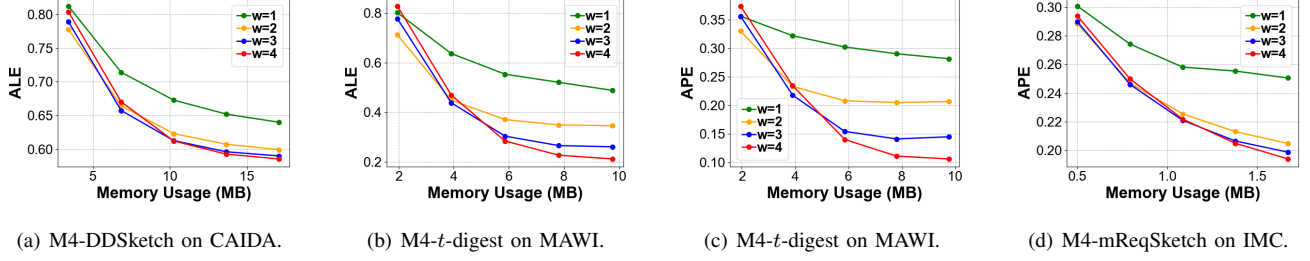 ALE
0.80
0.75
0.70
0.65
0.60
5
10
15
Memory Usage (MB)
w=1
w=2
w=3
w=4
ALE
0.8
0.6
0.4
0.2
2
4
6
8
10
Memory Usage (MB)
w=1
w=2
w=3
w=4
APE
0.35
0.30
0.25
0.20
0.15
0.10
2
4
6
8
10
Memory Usage (MB)
w=1
w=2
w=3
w=4
APE
0.30
0.28
0.26
0.24
0.22
0.20
0.5
1.0
1.5
Memory Usage (MB)
w=1
w=2
w=3
w=4
(a) M4-DDSketch on CAIDA.
(b) M4-t-digest on MAWI.
(c) M4-t-digest on MAWI.
(d) M4-mReqSketch on IMC.